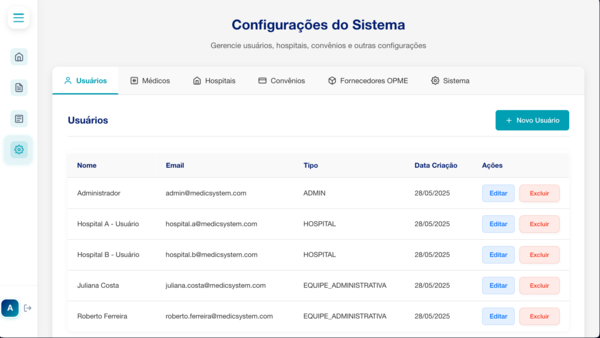 Configurações do Sistema
Gerencie usuários, hospitais, convênios e outras configurações
Usuários Médicos Hospitais Convênios Fornecedores OPME Sistema
Usuários + Novo Usuário
Nome Email Tipo Data Criação Ações
Administrador admin@medicsystem.com ADMIN 28/05/2025 Editar Excluir
Hospital A - Usuário hospital.a@medicsystem.com HOSPITAL 28/05/2025 Editar Excluir
Hospital B - Usuário hospital.b@medicsystem.com HOSPITAL 28/05/2025 Editar Excluir
Juliana Costa juliana.costa@medicsystem.com EQUIPE_ADMINISTRATIVA 28/05/2025 Editar Excluir
A
Roberto Ferreira roberto.ferreira@medicsystem.com EQUIPE_ADMINISTRATIVA 28/05/2025 Editar Excluir